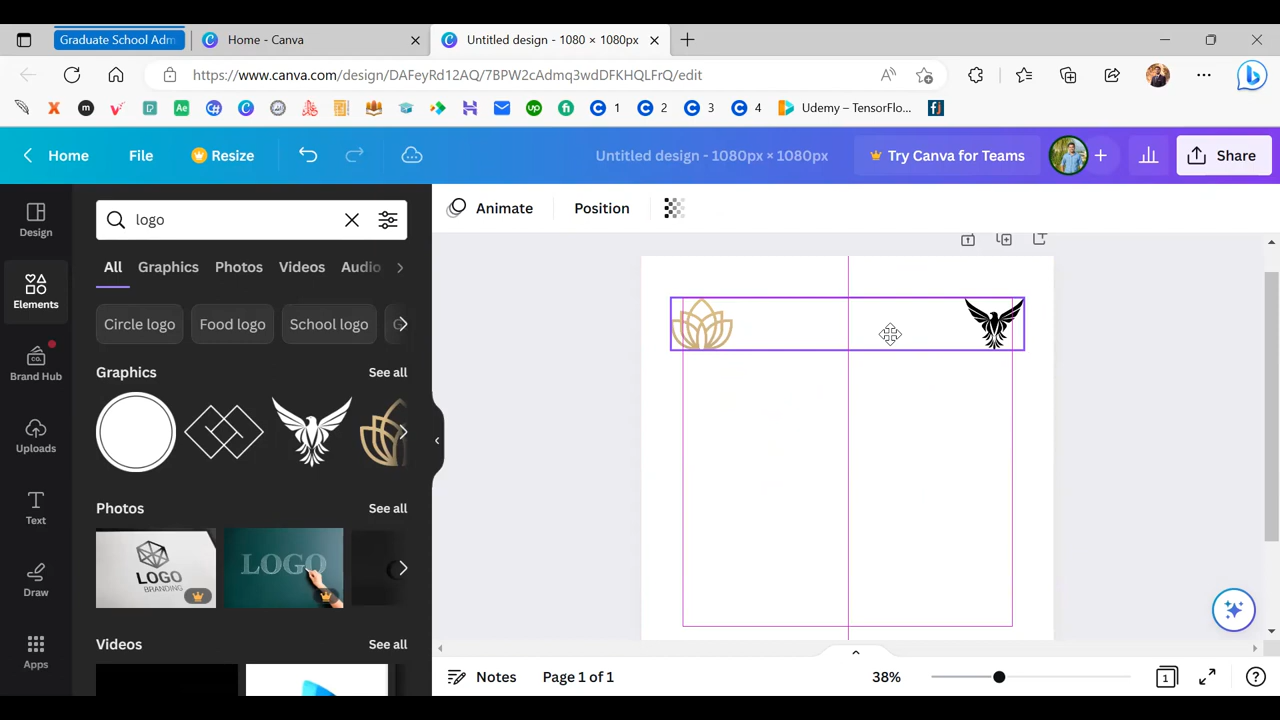 Graduate School Adm
Home - Canva
Untitled design - 1080 × 1080px
https://www.canva.com/design/DAFeyRd12AQ/7BPW2cAdmq3wdDFKHQLFrQ/edit
1
2
3
4
Udemy – TensorFlo...
Home
File
Resize
Untitled design - 1080px × 1080px
Try Canva for Teams
Share
Design
Elements
Brand Hub
Uploads
Text
Draw
Apps
logo
All
Graphics
Photos
Videos
Audio
Circle logo
Food logo
School logo
Graphics
See all
Photos
See all
LOGO
BRANDING
LOGO
Videos
See all
Animate
Position
Notes
Page 1 of 1
38%
1